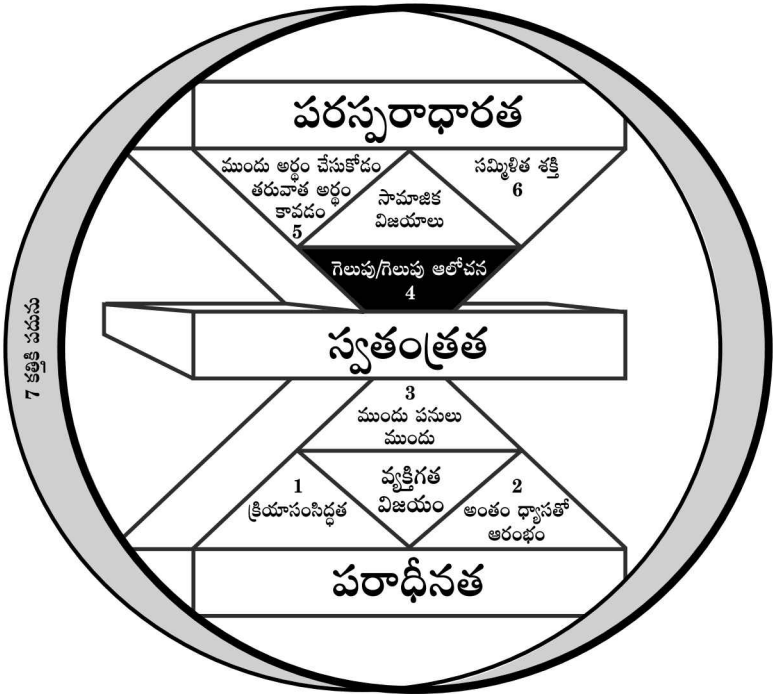 పరస్పరాధారత
ముందు అర్థం చేసుకోడం
తరువాత అర్థం
కావడం
5
సామాజిక
విజయాలు
సమ్మిళిత శక్తి
6
గెలుపు/గెలుపు ఆలోచన
4
స్వతంత్రత
3
ముందు పనులు
ముందు
1
క్రియాసంసిద్ధత
వ్యక్తిగత
విజయం
2
అంతం ధ్యాసతో
ఆరంభం
పరాధీనత
7 కత్తికి పదును